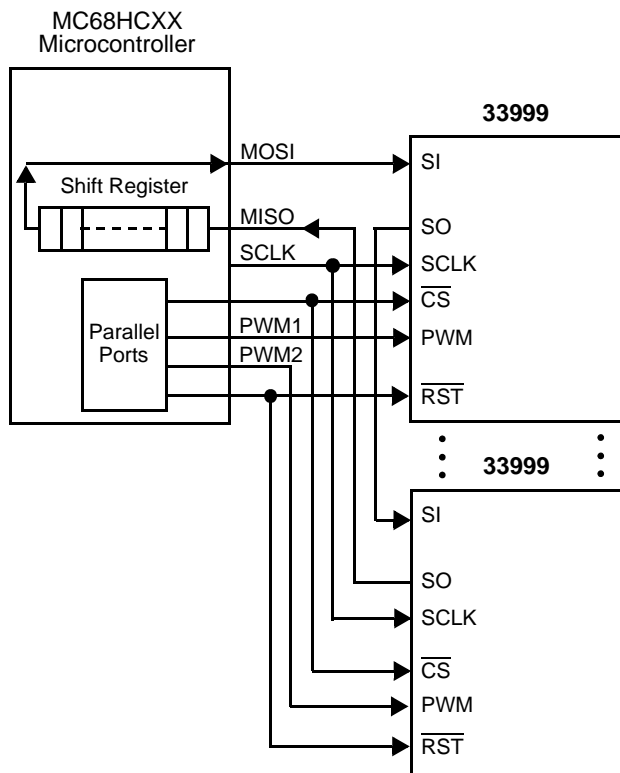 MC68HCXX
Microcontroller
33999
MOSI
SI
Shift Register
MISO
SO
SCLK
SCLK
CS
Parallel
Ports
PWM1
PWM
PWM2
RST
33999
SI
SO
SCLK
CS
PWM
RST